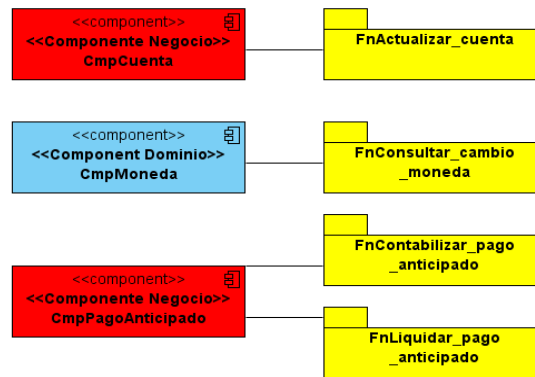 <<component>>
<<Componente Negocio>>
CmpCuenta
FnActualizar_cuenta
<<component>>
<<Component Dominio>>
CmpMoneda
FnConsultar_cambio
_moneda
<<component>>
<<Componente Negocio>>
CmpPagoAnticipado
FnContabilizar_pago
_anticipado
FnLiquidar_pago
_anticipado